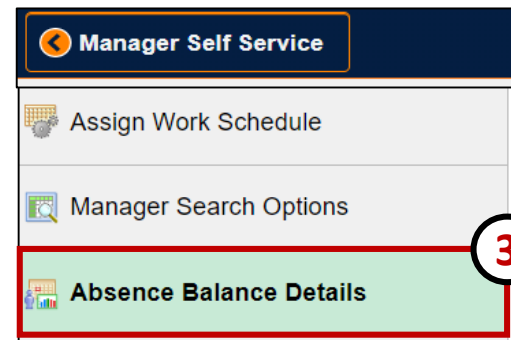 Manager Self Service
Assign Work Schedule
Manager Search Options
3
Absence Balance Details